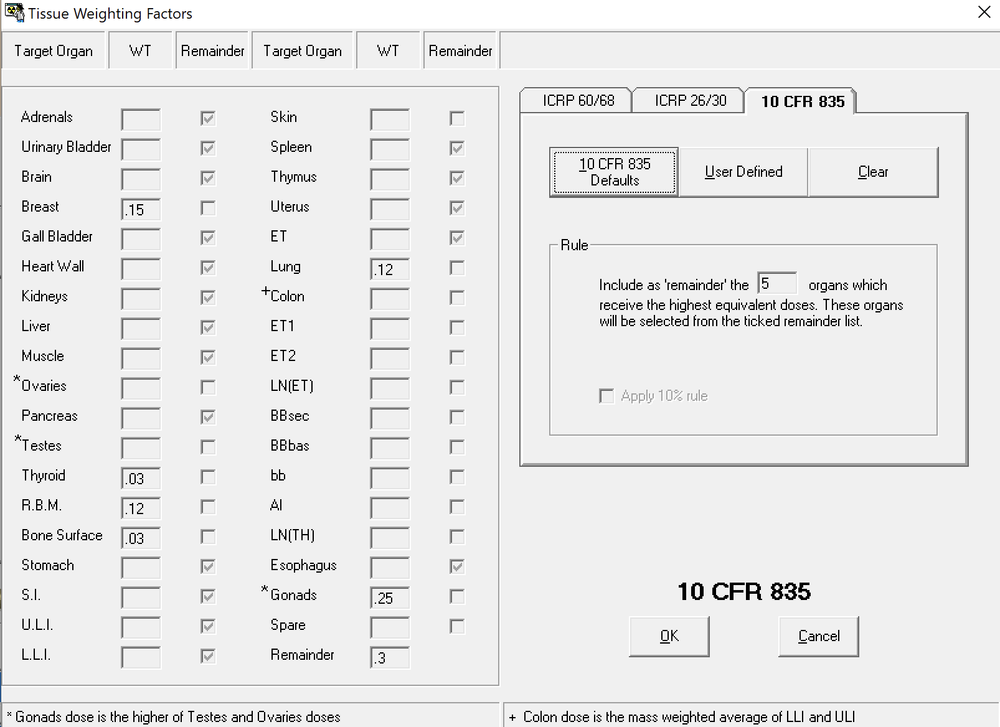 Tissue Weighting Factors
Target Organ WT Remainder Target Organ WT Remainder
Adrenals Skin
Urinary Bladder Spleen
Brain Thymus
Breast .15 Uterus
Gall Bladder ET
Heart Wall Lung .12
Kidneys +Colon
Liver ET1
Muscle ET2
*Ovaries LN(ET)
Pancreas BBsec
*Testes BBbas
Thyroid .03 bb
R.B.M. .12 AI
Bone Surface .03 LN(TH)
Stomach Esophagus
S.I. *Gonads .25
U.L.I. Spare
L.L.I. Remainder .3
* Gonads dose is the higher of Testes and Ovaries doses
ICRP 60/68 ICRP 26/30 10 CFR 835
10 CFR 835
Defaults
User Defined
Clear
Rule
Include as 'remainder' the 5 organs which
receive the highest equivalent doses. These organs
will be selected from the ticked remainder list.
Apply 10% rule
10 CFR 835
OK Cancel
+ Colon dose is the mass weighted average of LLI and ULI